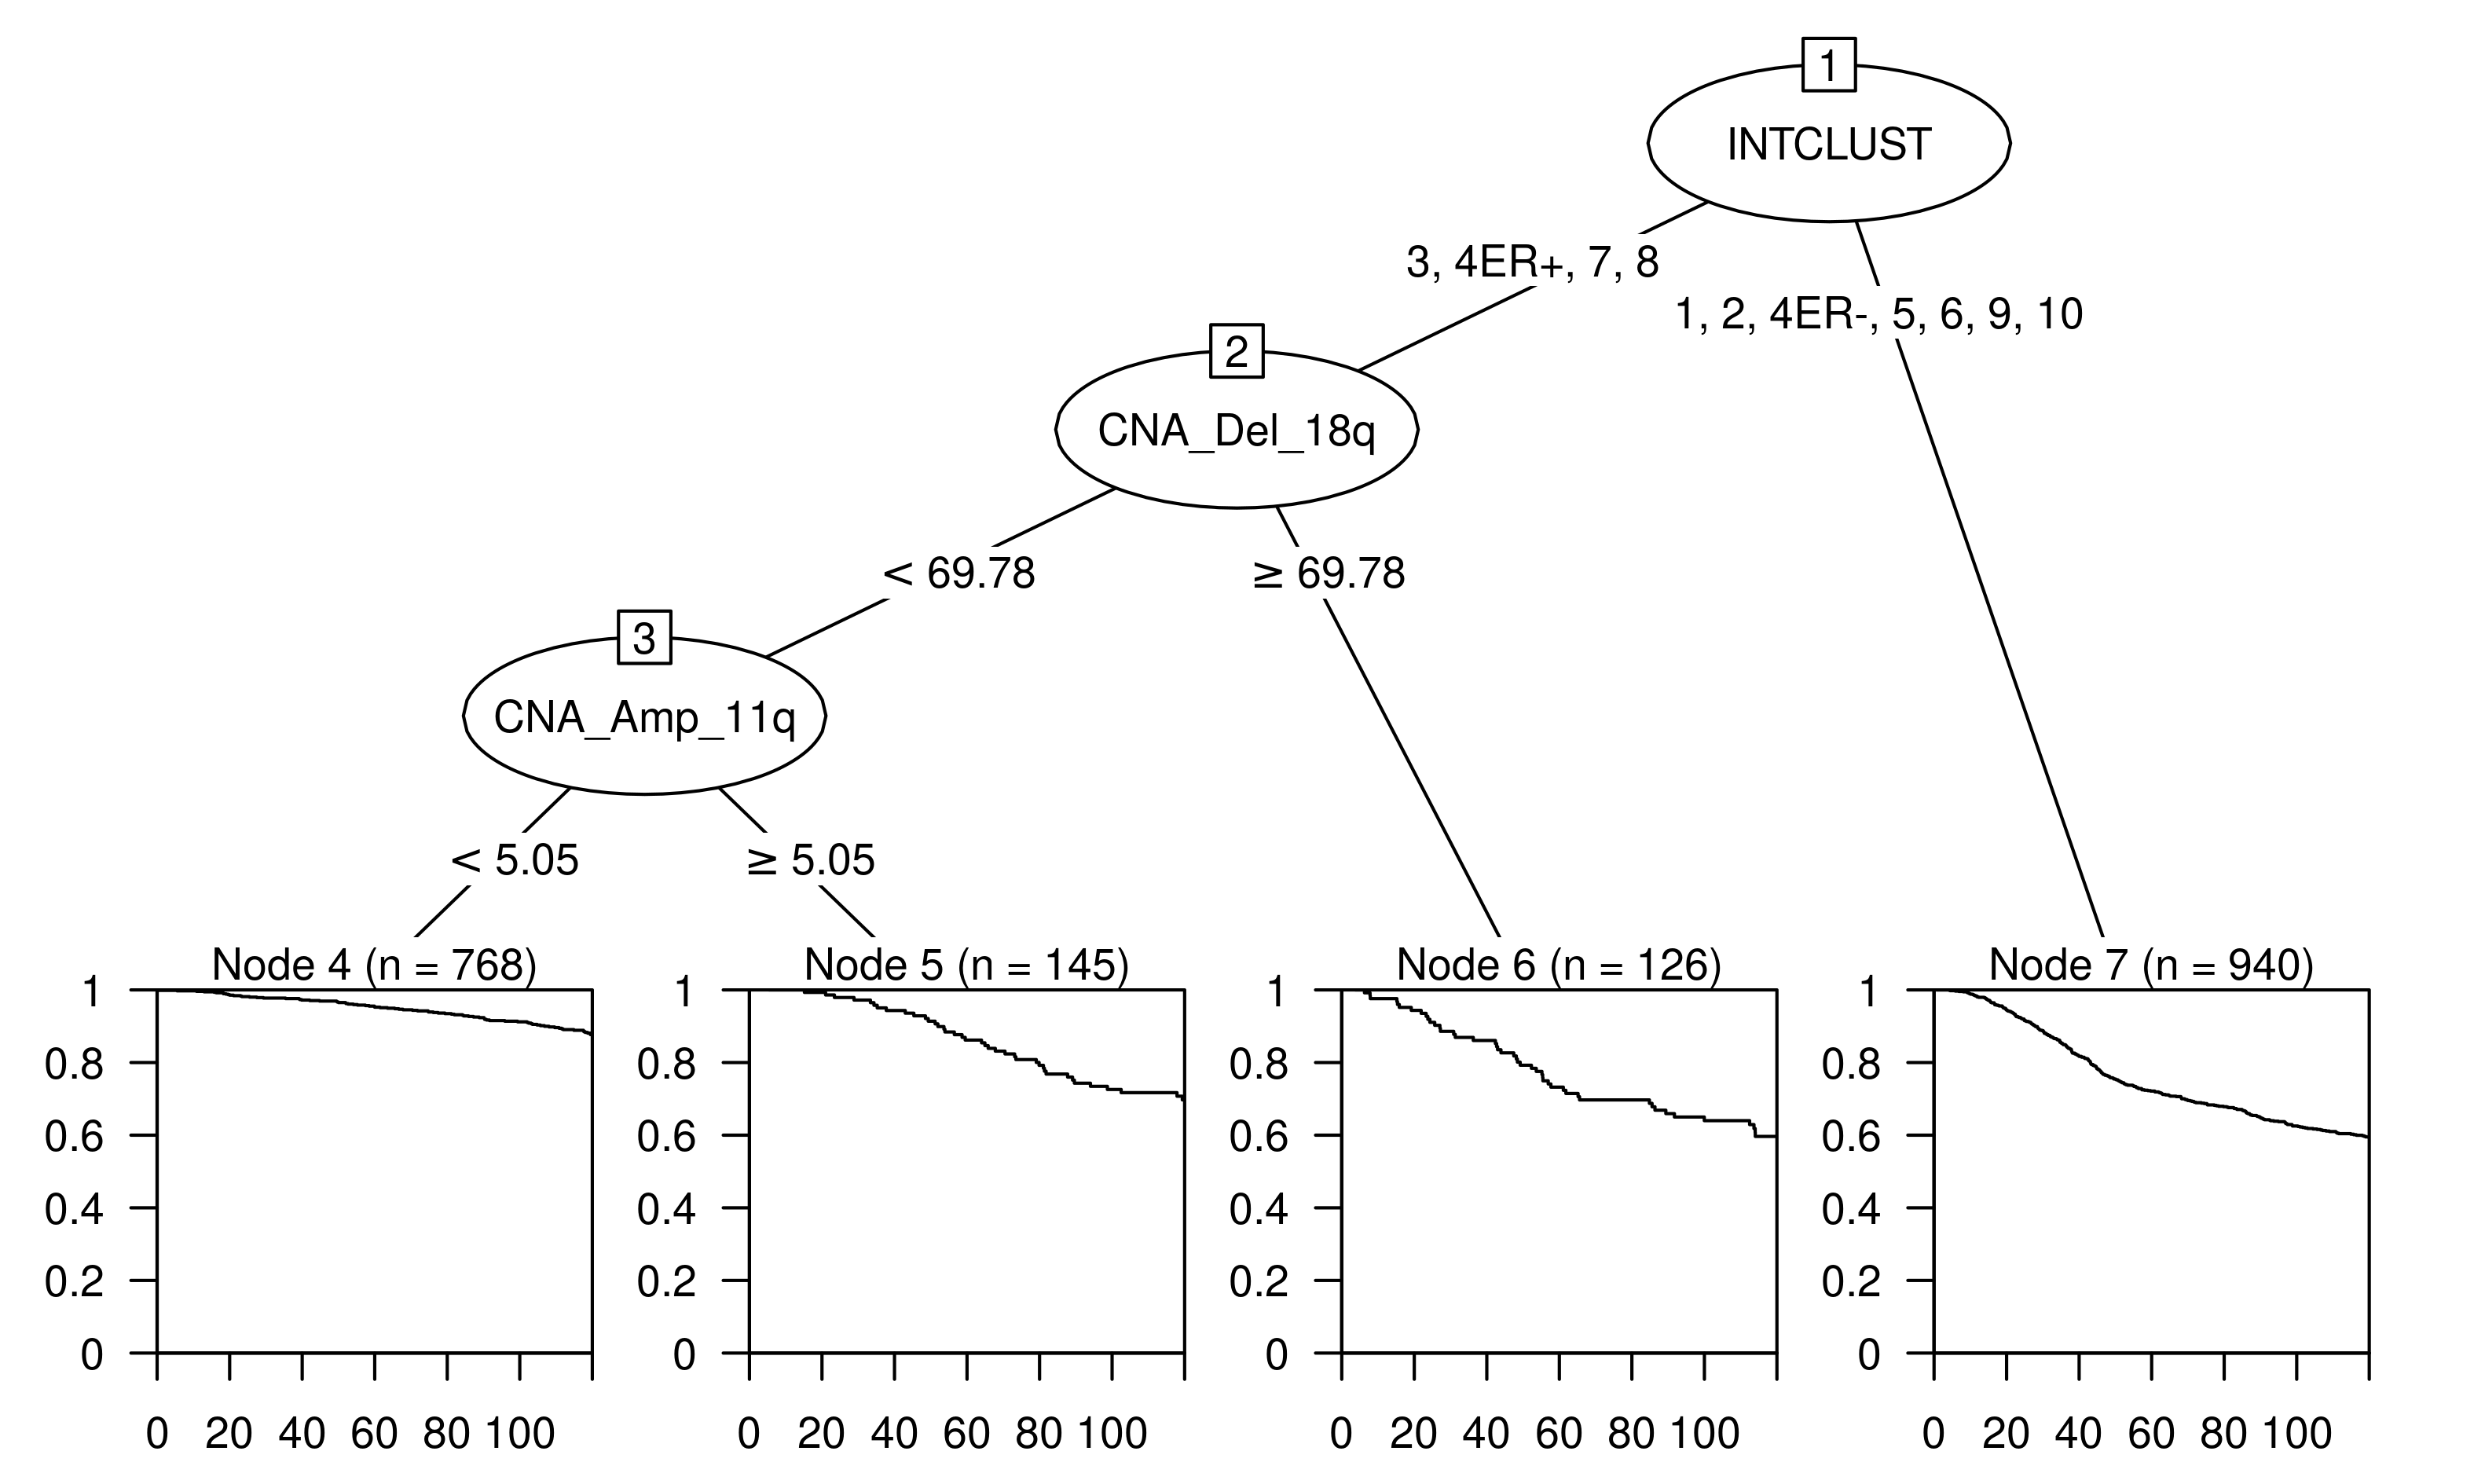 1
INTCLUST
3, 4ER+, 7, 8
1, 2, 4ER-, 5, 6, 9, 10
2
CNA_Del_18q
< 69.78
≥ 69.78
3
CNA_Amp_11q
< 5.05
≥ 5.05
Node 4 (n = 768)
1
0.8
0.6
0.4
0.2
0
0 20 40 60 80 100
Node 5 (n = 145)
1
0.8
0.6
0.4
0.2
0
0 20 40 60 80 100
Node 6 (n = 126)
1
0.8
0.6
0.4
0.2
0
0 20 40 60 80 100
Node 7 (n = 940)
1
0.8
0.6
0.4
0.2
0
0 20 40 60 80 100